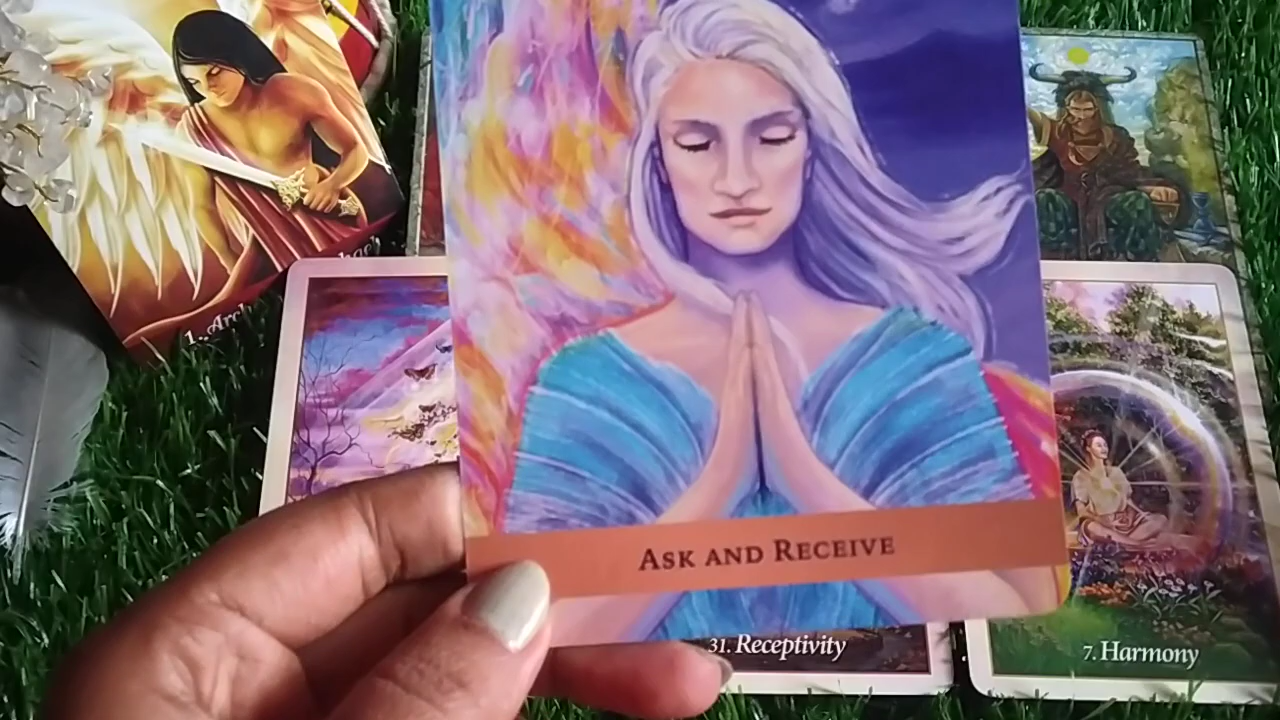 1. Arch
ASK AND RECEIVE
31. Receptivity
7. Harmony